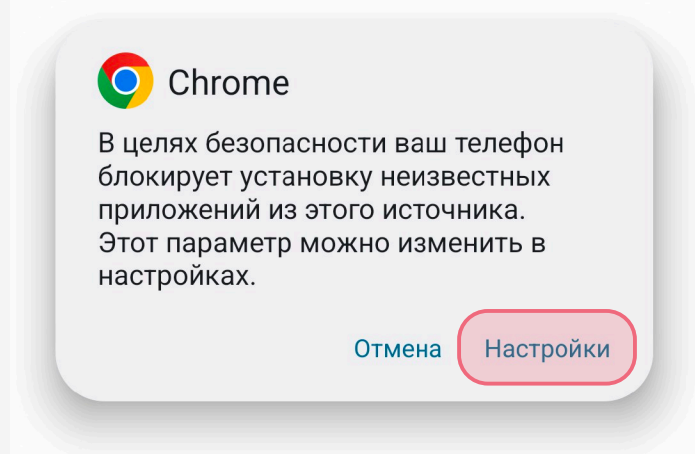 Chrome
В целях безопасности ваш телефон
блокирует установку неизвестных
приложений из этого источника.
Этот параметр можно изменить в
настройках.
Отмена Настройки